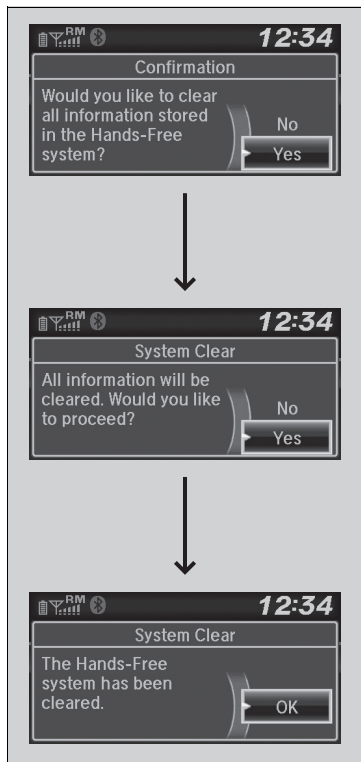 RM 12:34
Confirmation
Would you like to clear
all information stored
in the Hands-Free
system?
No
Yes
RM 12:34
System Clear
All information will be
cleared. Would you like
to proceed?
No
Yes
RM 12:34
System Clear
The Hands-Free
system has been
cleared.
OK